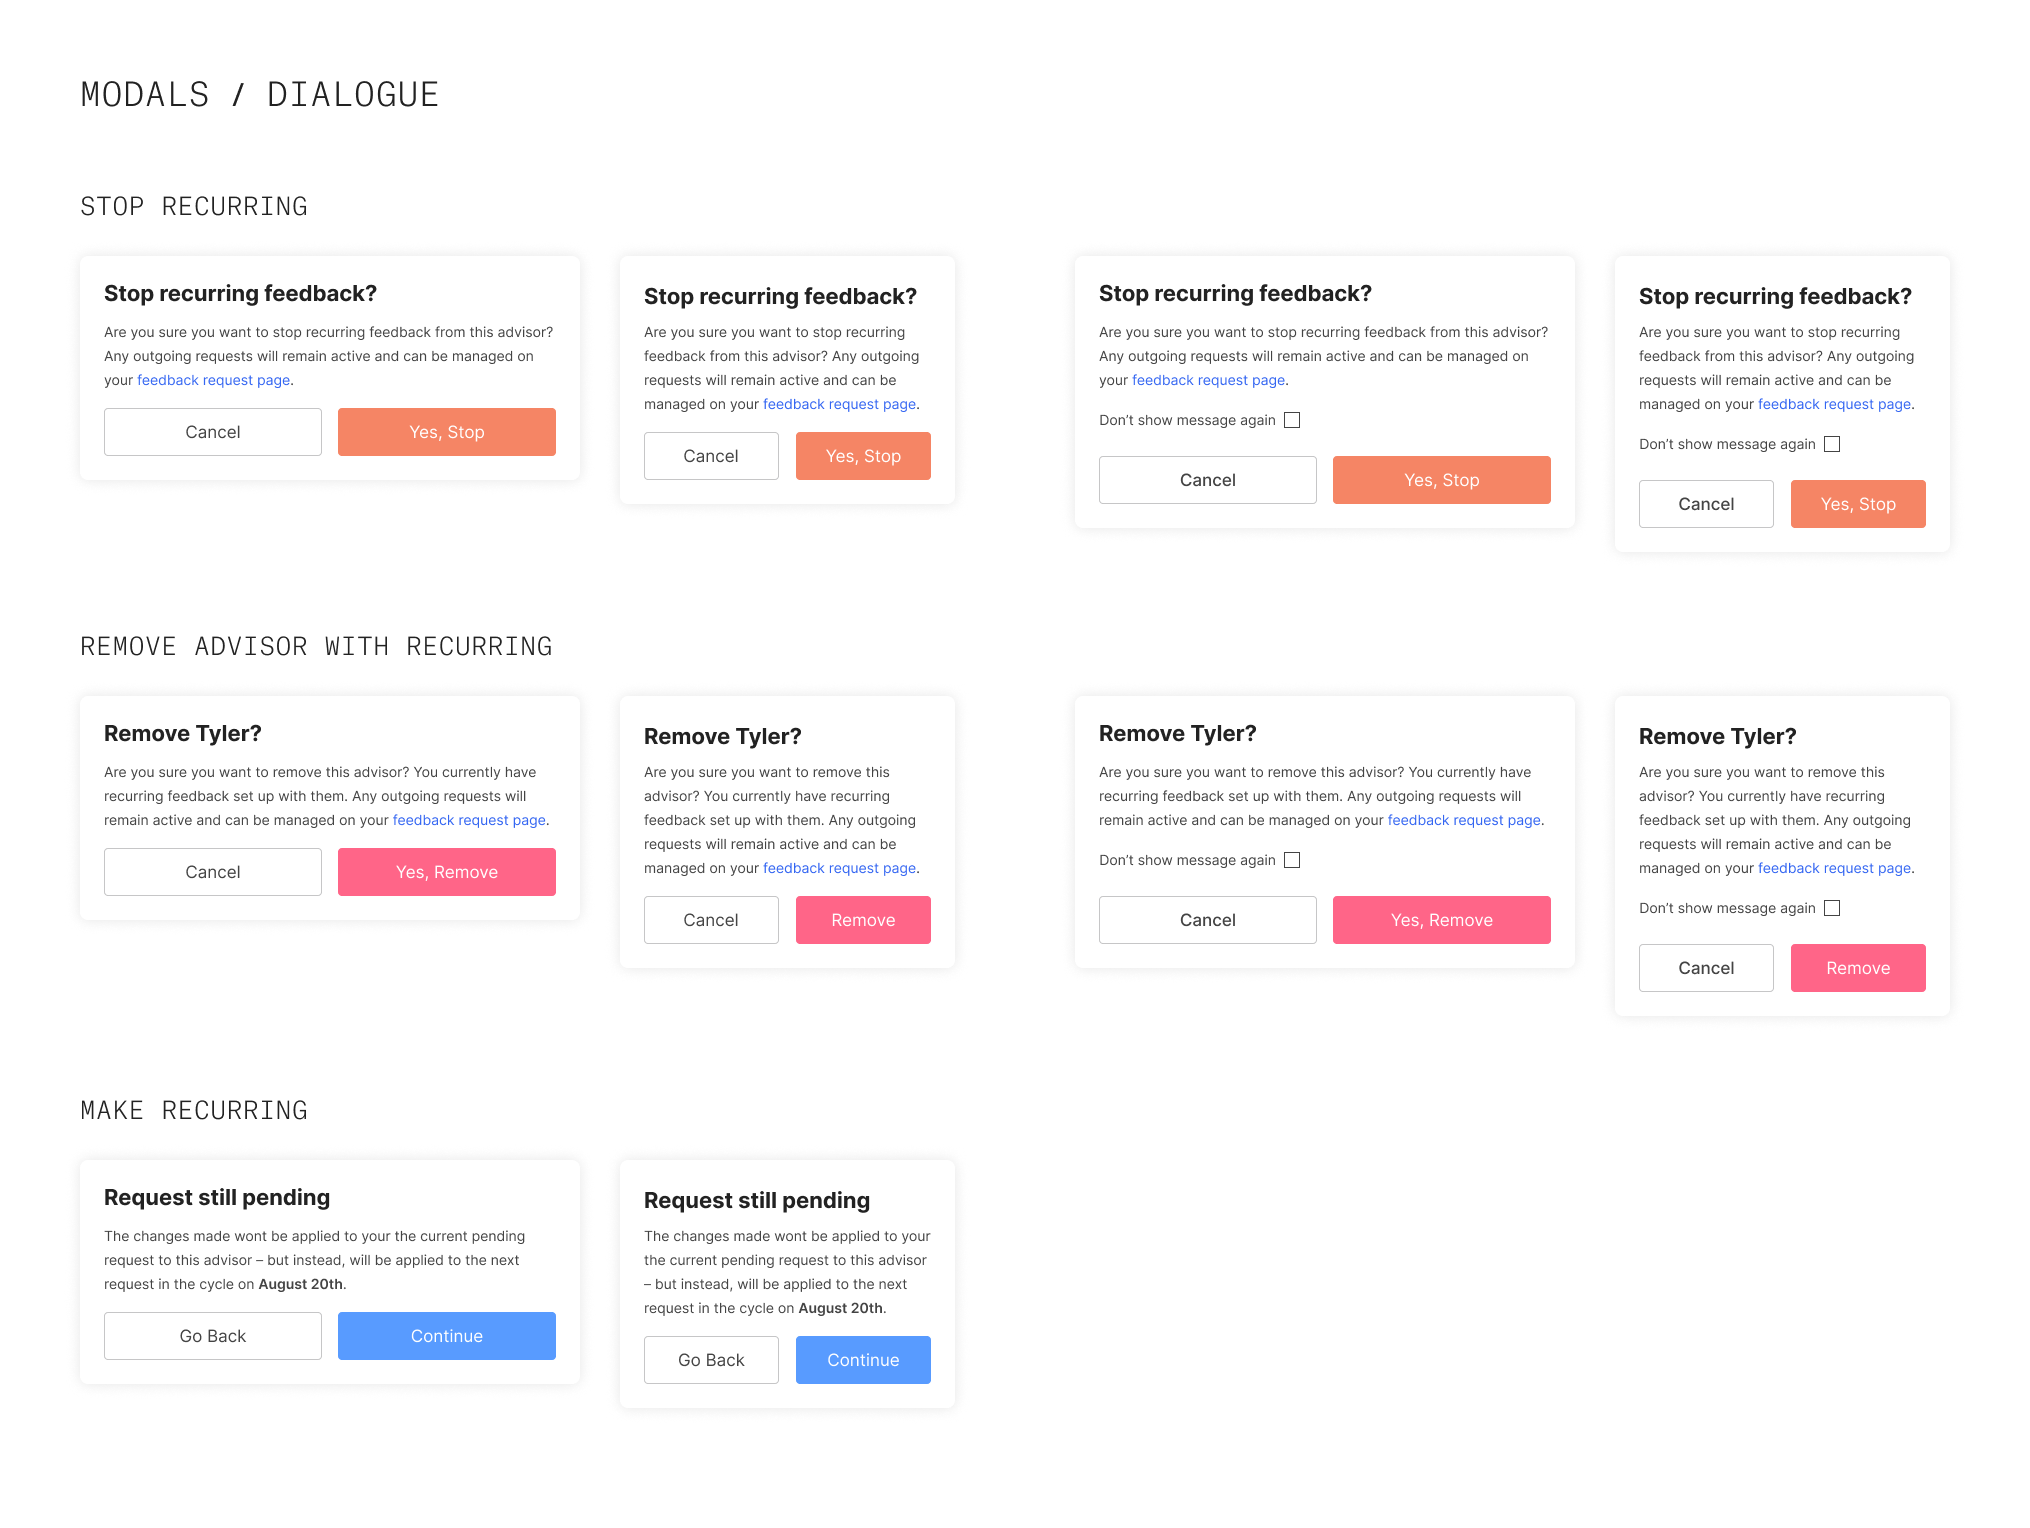 MODALS / DIALOGUE
STOP RECURRING
Stop recurring feedback?
Are you sure you want to stop recurring feedback from this advisor?
Any outgoing requests will remain active and can be managed on
your feedback request page.
Cancel
Yes, Stop
Stop recurring feedback?
Are you sure you want to stop recurring
feedback from this advisor? Any outgoing
requests will remain active and can be
managed on your feedback request page.
Cancel
Yes, Stop
Stop recurring feedback?
Are you sure you want to stop recurring feedback from this advisor?
Any outgoing requests will remain active and can be managed on
your feedback request page.
Don’t show message again
Cancel
Yes, Stop
Stop recurring feedback?
Are you sure you want to stop recurring
feedback from this advisor? Any outgoing
requests will remain active and can be
managed on your feedback request page.
Don’t show message again
Cancel
Yes, Stop
REMOVE ADVISOR WITH RECURRING
Remove Tyler?
Are you sure you want to remove this advisor? You currently have
recurring feedback set up with them. Any outgoing requests will
remain active and can be managed on your feedback request page.
Cancel
Yes, Remove
Remove Tyler?
Are you sure you want to remove this
advisor? You currently have recurring
feedback set up with them. Any outgoing
requests will remain active and can be
managed on your feedback request page.
Cancel
Remove
Remove Tyler?
Are you sure you want to remove this advisor? You currently have
recurring feedback set up with them. Any outgoing requests will
remain active and can be managed on your feedback request page.
Don’t show message again
Cancel
Yes, Remove
Remove Tyler?
Are you sure you want to remove this
advisor? You currently have recurring
feedback set up with them. Any outgoing
requests will remain active and can be
managed on your feedback request page.
Don’t show message again
Cancel
Remove
MAKE RECURRING
Request still pending
The changes made wont be applied to your the current pending
request to this advisor – but instead, will be applied to the next
request in the cycle on August 20th.
Go Back
Continue
Request still pending
The changes made wont be applied to your
the current pending request to this advisor
– but instead, will be applied to the next
request in the cycle on August 20th.
Go Back
Continue